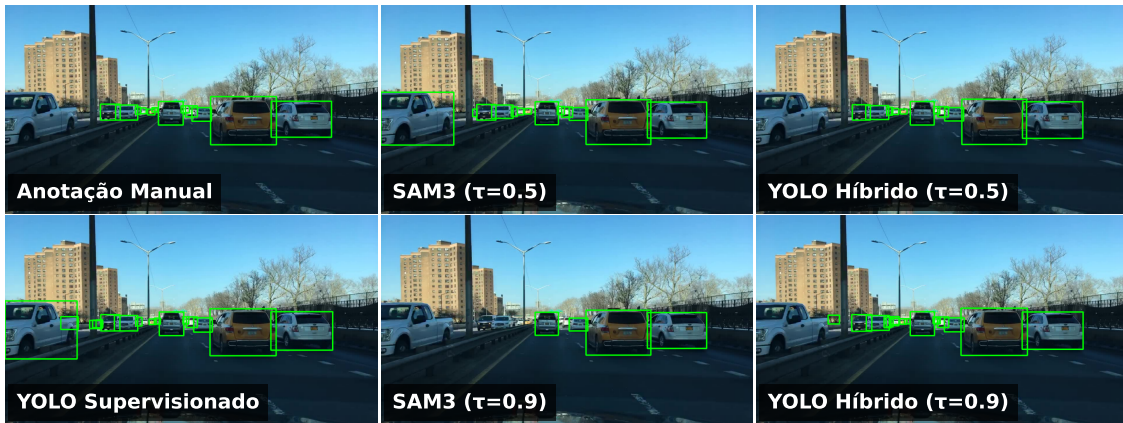 Anotação Manual
SAM3 (τ=0.5)
YOLO Híbrido (τ=0.5)
YOLO Supervisionado
SAM3 (τ=0.9)
YOLO Híbrido (τ=0.9)